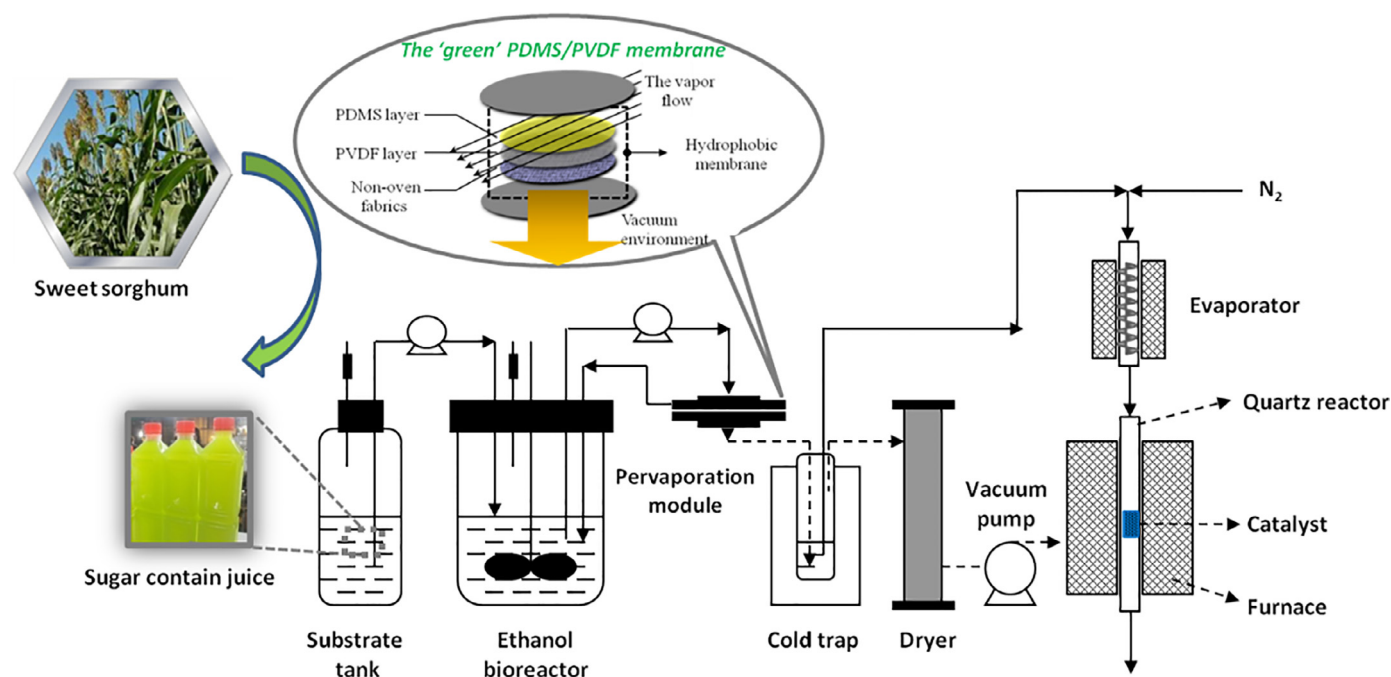 The 'green' PDMS/PVDF membrane
The vapor
flow
PDMS layer
PVDF layer
Hydrophobic
membrane
Non-oven
fabrics
Vacuum
environment
Sweet sorghum
N2
Evaporator
Quartz reactor
Pervaporation
module
Vacuum
pump
Catalyst
Sugar contain juice
Furnace
Substrate
tank
Ethanol
bioreactor
Cold trap
Dryer